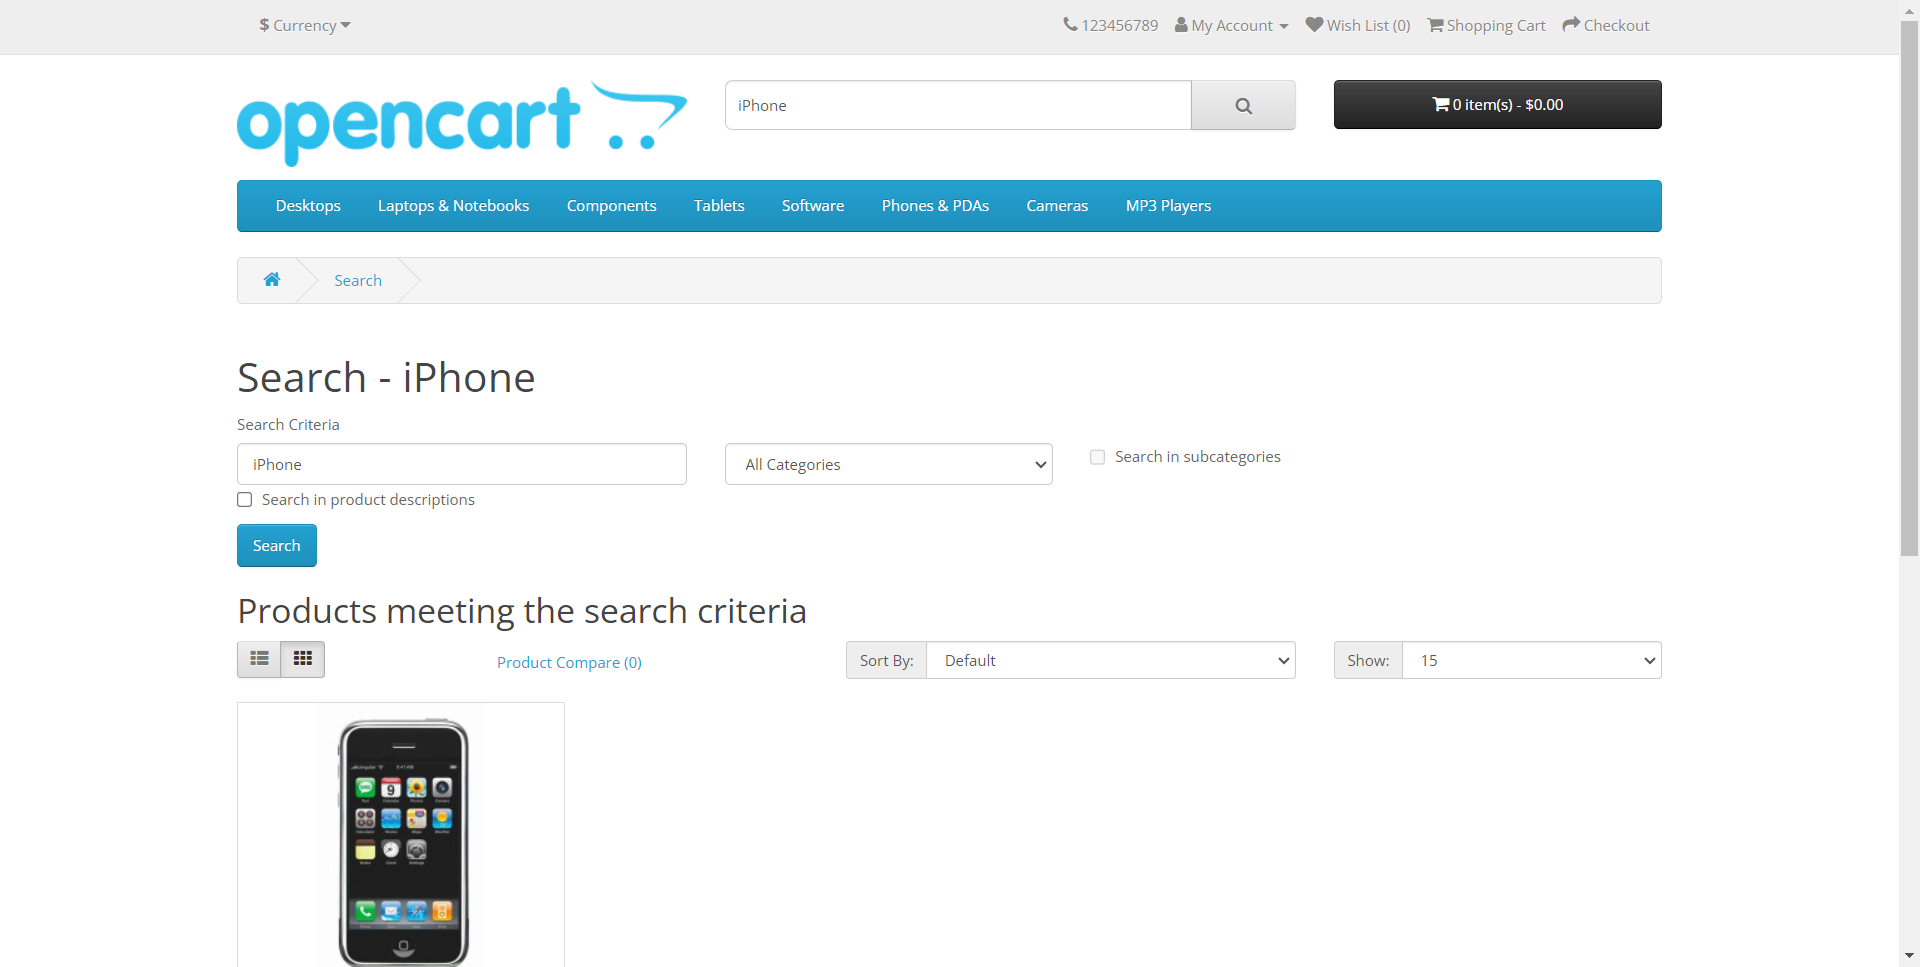 $ Currency
123456789 My Account Wish List (0) Shopping Cart Checkout
opencart
iPhone
0 item(s) - $0.00
Desktops Laptops & Notebooks Components Tablets Software Phones & PDAs Cameras MP3 Players
Search
Search - iPhone
Search Criteria
iPhone
All Categories
Search in subcategories
Search in product descriptions
Search
Products meeting the search criteria
Product Compare (0)
Sort By: Default
Show: 15
9